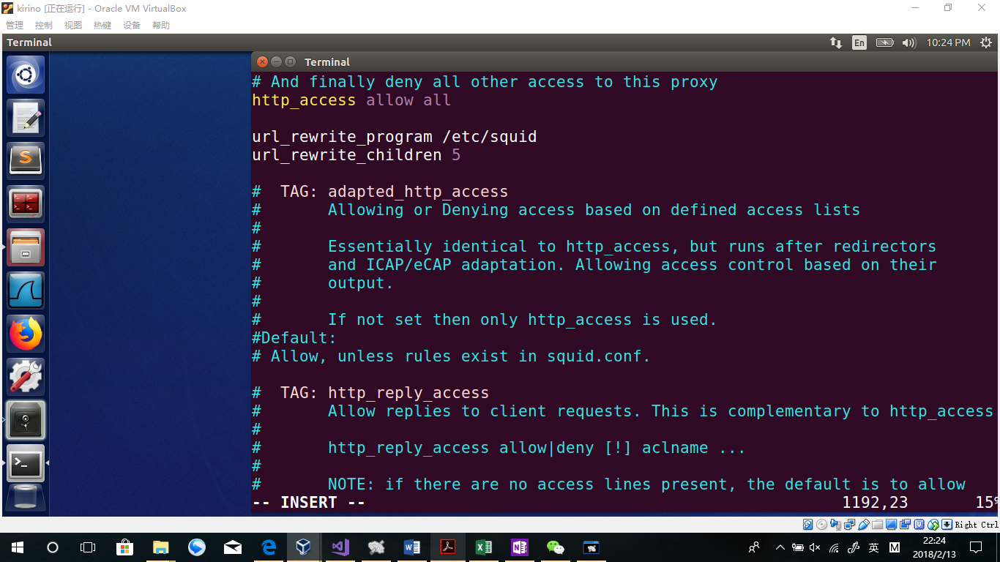 kirino [正在运行] - Oracle VM VirtualBox
管理 控制 视图 热键 设备 帮助
Terminal En 10:24 PM
Terminal
# And finally deny all other access to this proxy
http_access allow all
url_rewrite_program /etc/squid
url_rewrite_children 5
#  TAG: adapted_http_access
#       Allowing or Denying access based on defined access lists
#
#       Essentially identical to http_access, but runs after redirectors
#       and ICAP/eCAP adaptation. Allowing access control based on their
#       output.
#
#       If not set then only http_access is used.
#Default:
# Allow, unless rules exist in squid.conf.
#  TAG: http_reply_access
#       Allow replies to client requests. This is complementary to http_access
#
#       http_reply_access allow|deny [!] aclname ...
#
#       NOTE: if there are no access lines present, the default is to allow
-- INSERT -- 1192,23 15%
Right Ctrl
英 M 22:24
2018/2/13